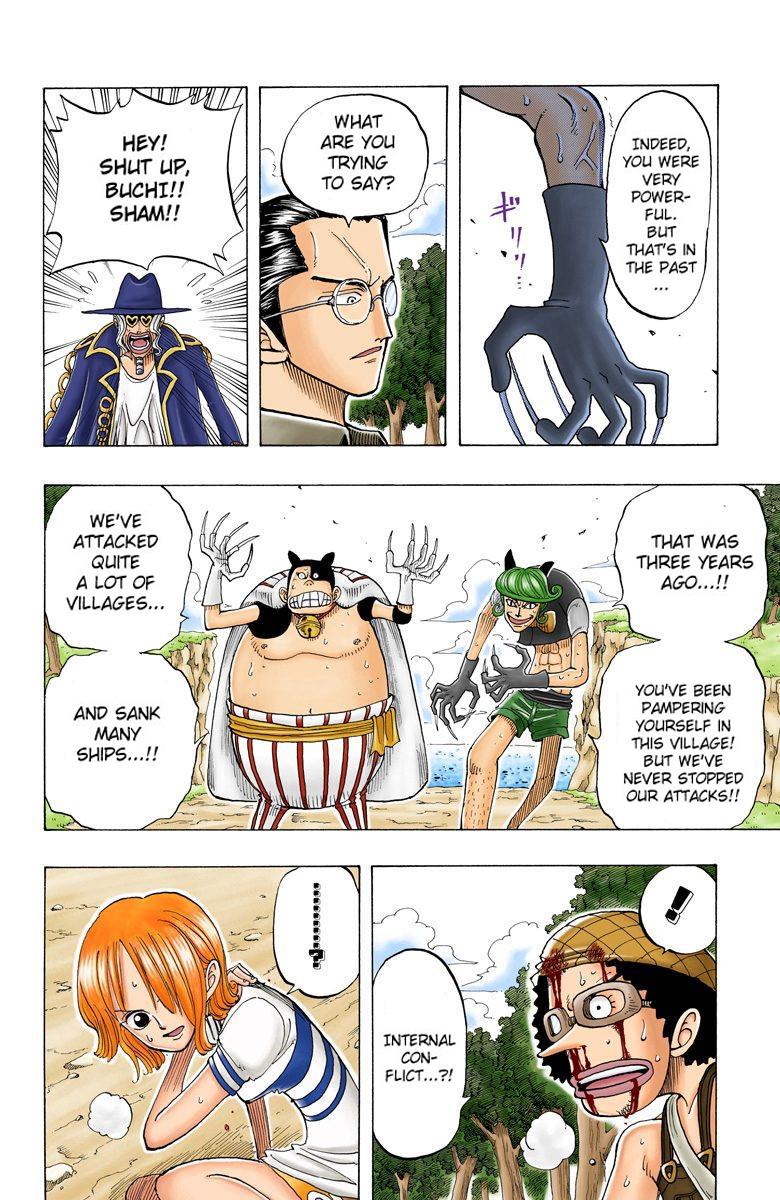 INDEED,
YOU WERE
VERY
POWER-
FUL.
BUT
THAT'S IN
THE PAST
...
ギリッ…
WHAT
ARE YOU
TRYING
TO SAY?
HEY!
SHUT UP,
BUCHI!!
SHAM!!
THAT WAS
THREE YEARS
AGO...!!
YOU'VE BEEN
PAMPERING
YOURSELF IN
THIS VILLAGE!
BUT WE'VE
NEVER STOPPED
OUR ATTACKS!!
WE'VE
ATTACKED
QUITE
A LOT OF
VILLAGES...
AND SANK
MANY
SHIPS...!!
!
INTERNAL
CON-
FLICT...?!
............?